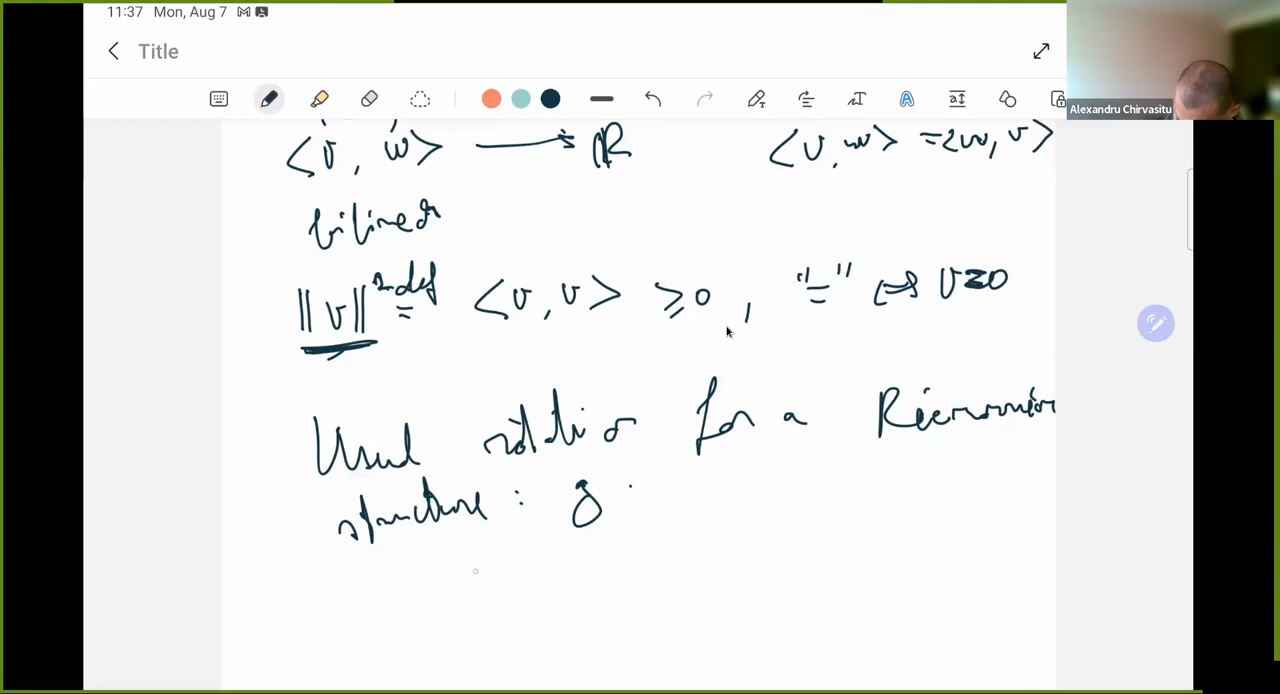 11:37 Mon, Aug 7
Title
Alexandru Chirvasitu
<v, w> → ℝ <v, w> = <w, v>
bilinear
||v||² def= <v, v> ≥ 0, "=" ⇔ v=0
Usual notation for a Riemannian
structure: g.